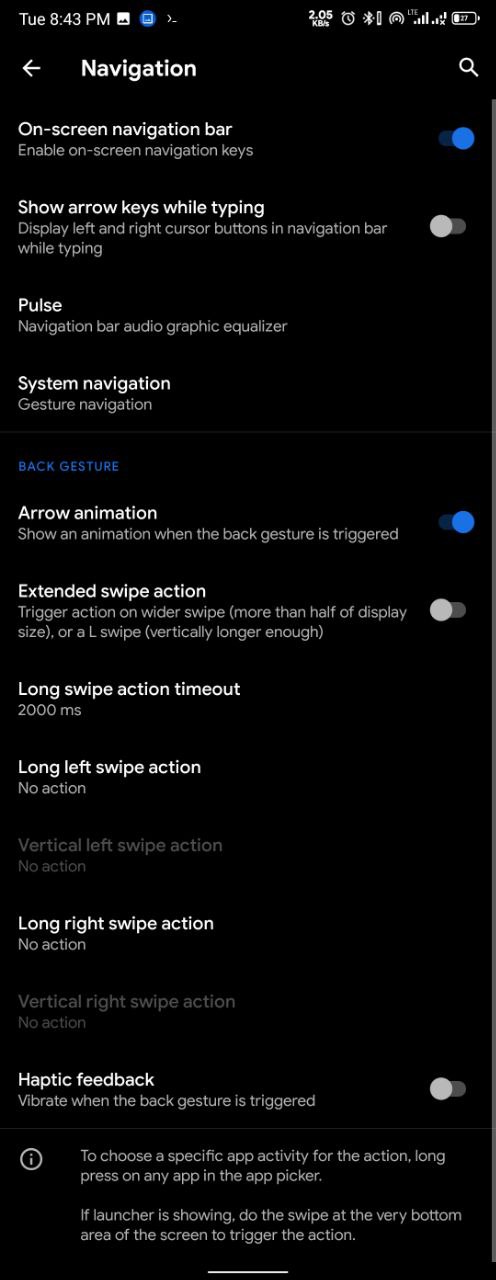 Tue 8:43 PM
2.05
KB/s
LTE
27
Navigation
On-screen navigation bar
Enable on-screen navigation keys
Show arrow keys while typing
Display left and right cursor buttons in navigation bar
while typing
Pulse
Navigation bar audio graphic equalizer
System navigation
Gesture navigation
BACK GESTURE
Arrow animation
Show an animation when the back gesture is triggered
Extended swipe action
Trigger action on wider swipe (more than half of display
size), or a L swipe (vertically longer enough)
Long swipe action timeout
2000 ms
Long left swipe action
No action
Vertical left swipe action
No action
Long right swipe action
No action
Vertical right swipe action
No action
Haptic feedback
Vibrate when the back gesture is triggered
To choose a specific app activity for the action, long
press on any app in the app picker.
If launcher is showing, do the swipe at the very bottom
area of the screen to trigger the action.